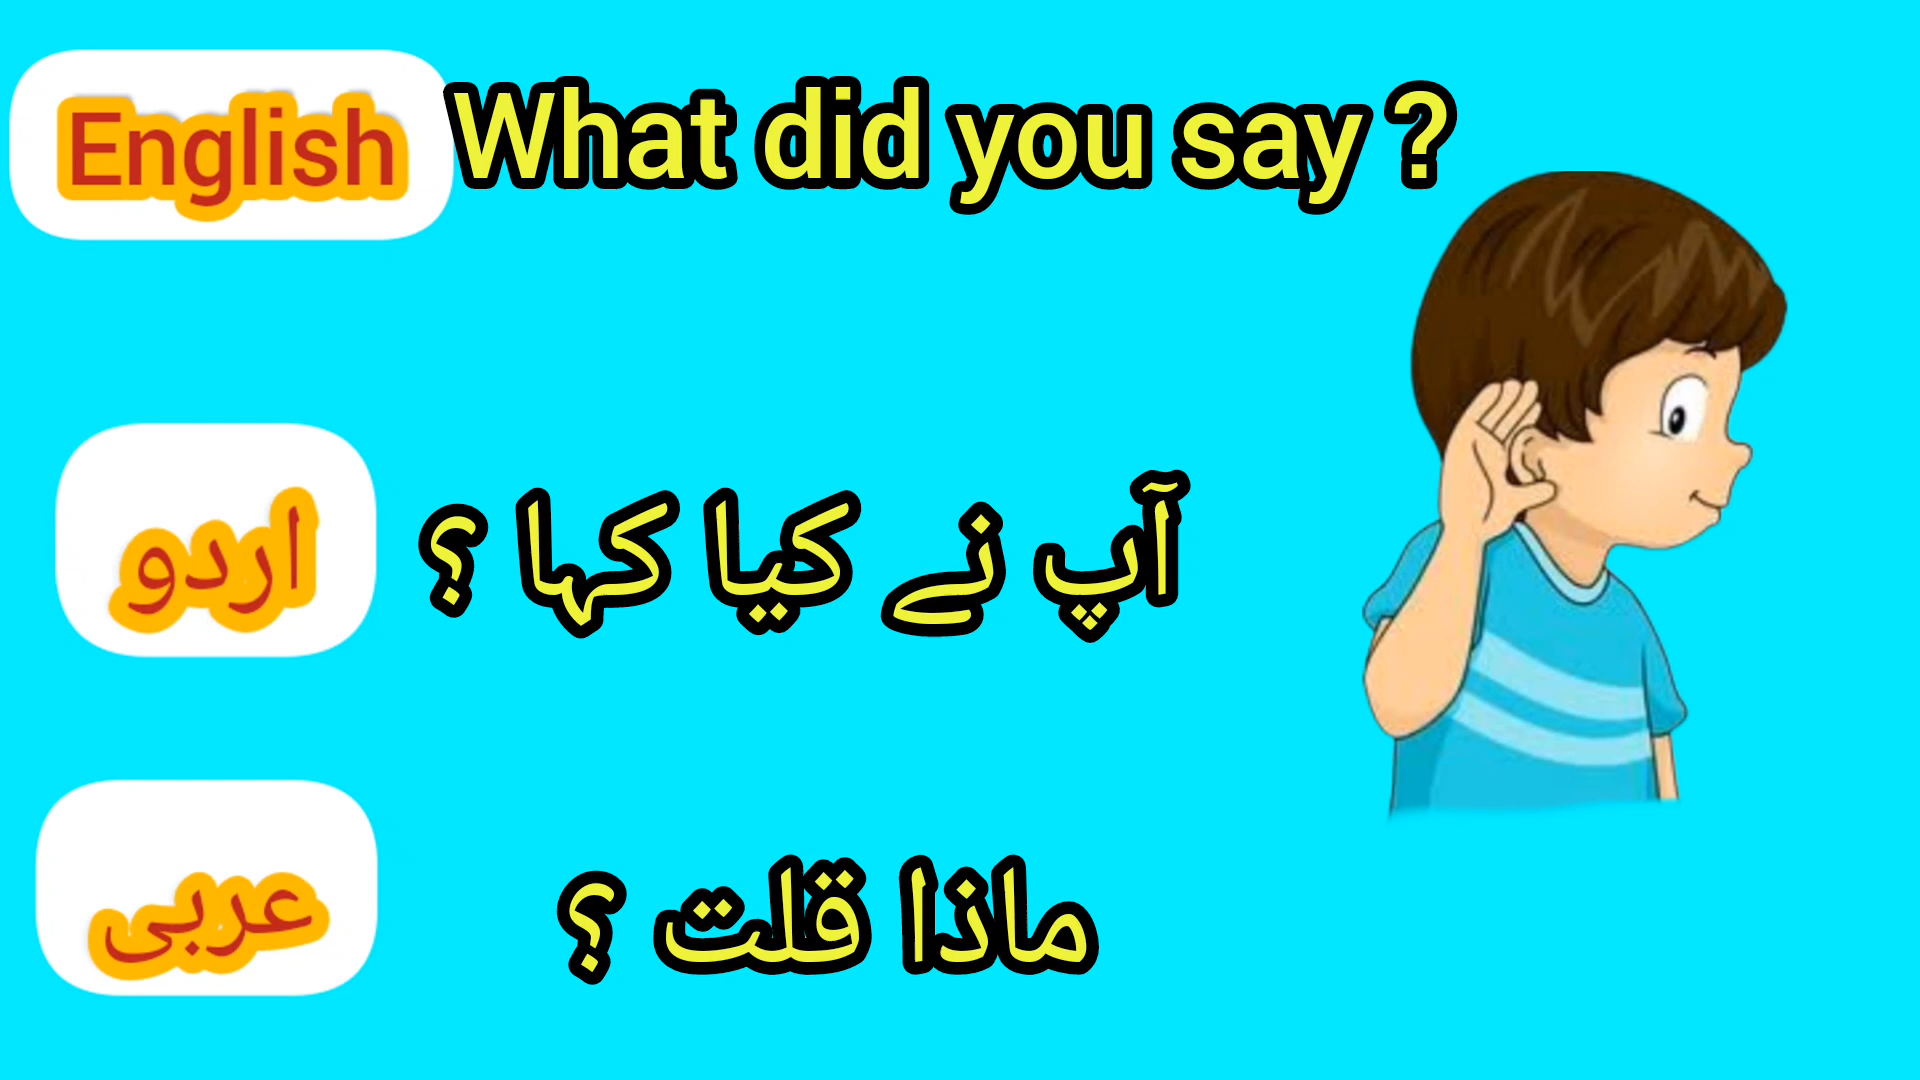 English What did you say ?
اردو آپ نے کیا کہا ؟
عربی ماذا قلت ؟